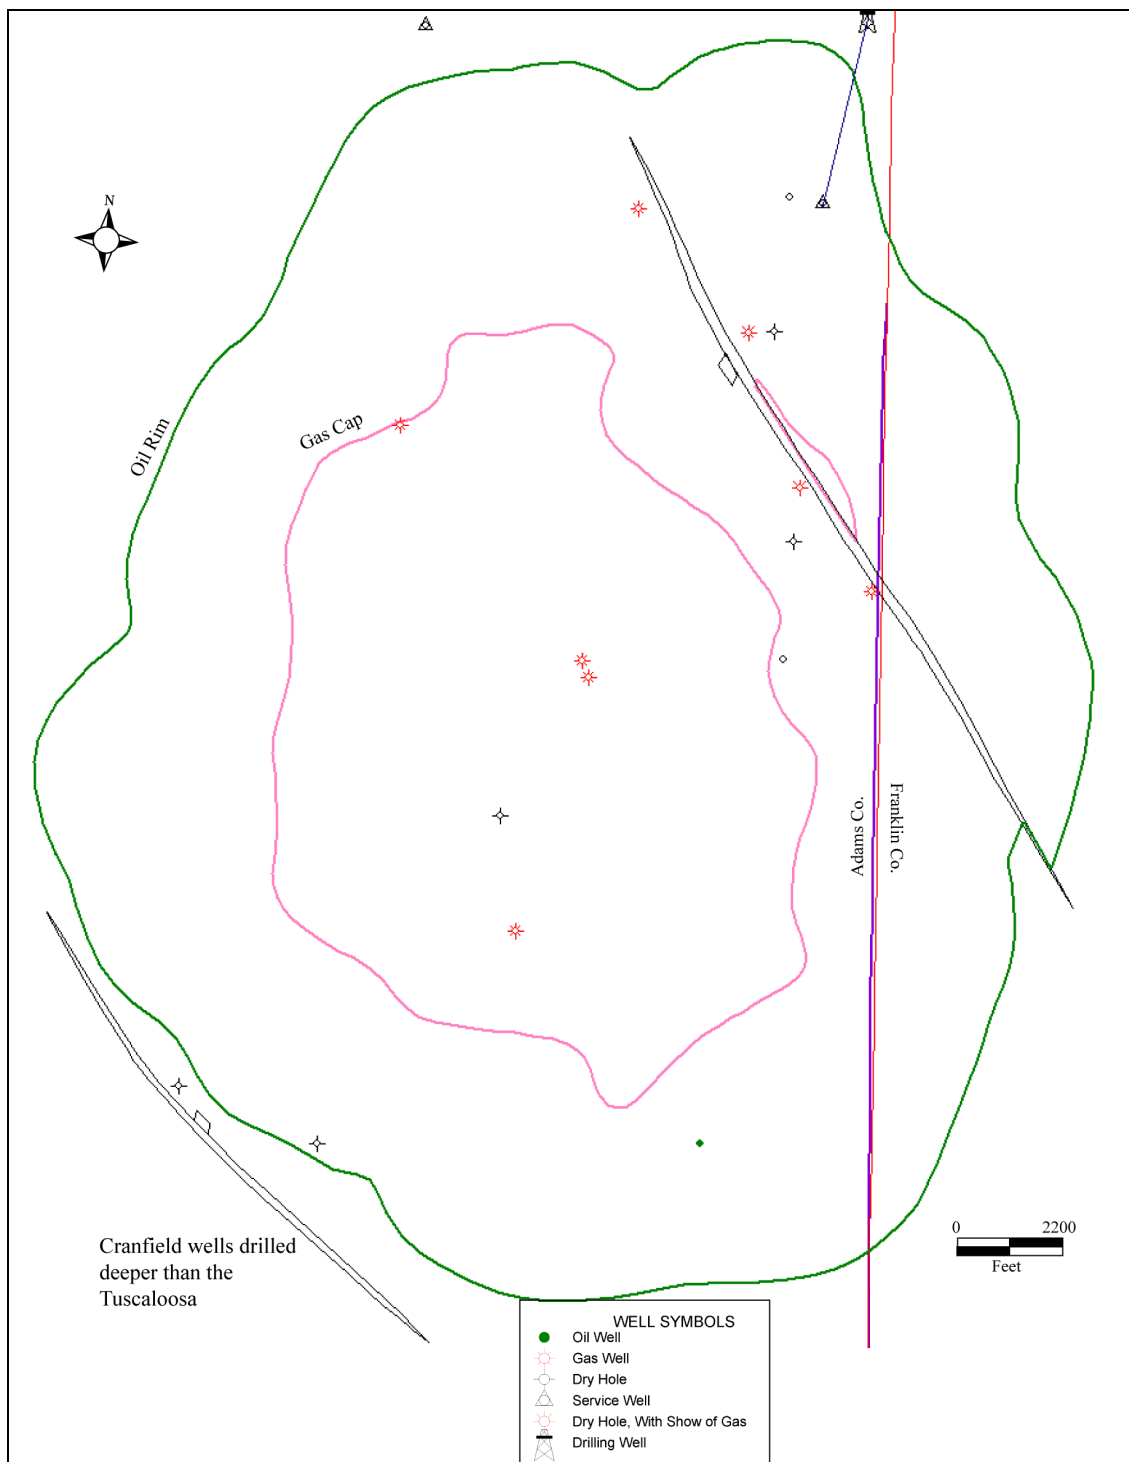 N
Oil Rim
Gas Cap
Adams Co.
Franklin Co.
0 2200
Feet
Cranfield wells drilled
deeper than the
Tuscaloosa
WELL SYMBOLS
Oil Well
Gas Well
Dry Hole
Service Well
Dry Hole, With Show of Gas
Drilling Well